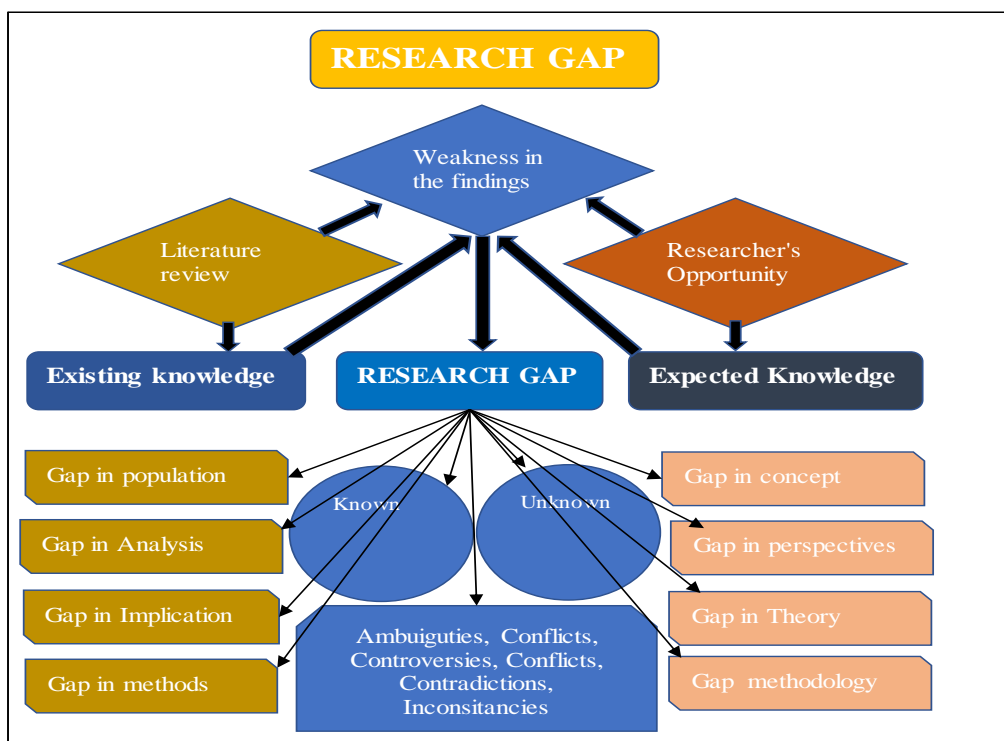 RESEARCH GAP
Weakness in
the findings
Literature
review
Researcher's
Opportunity
Existing knowledge
RESEARCH GAP
Expected Knowledge
Gap in population
Gap in Analysis
Gap in Implication
Gap in methods
Known
Unknown
Ambuiguties, Conflicts,
Controversies, Conflicts,
Contradictions,
Inconsitancies
Gap in concept
Gap in perspectives
Gap in Theory
Gap methodology